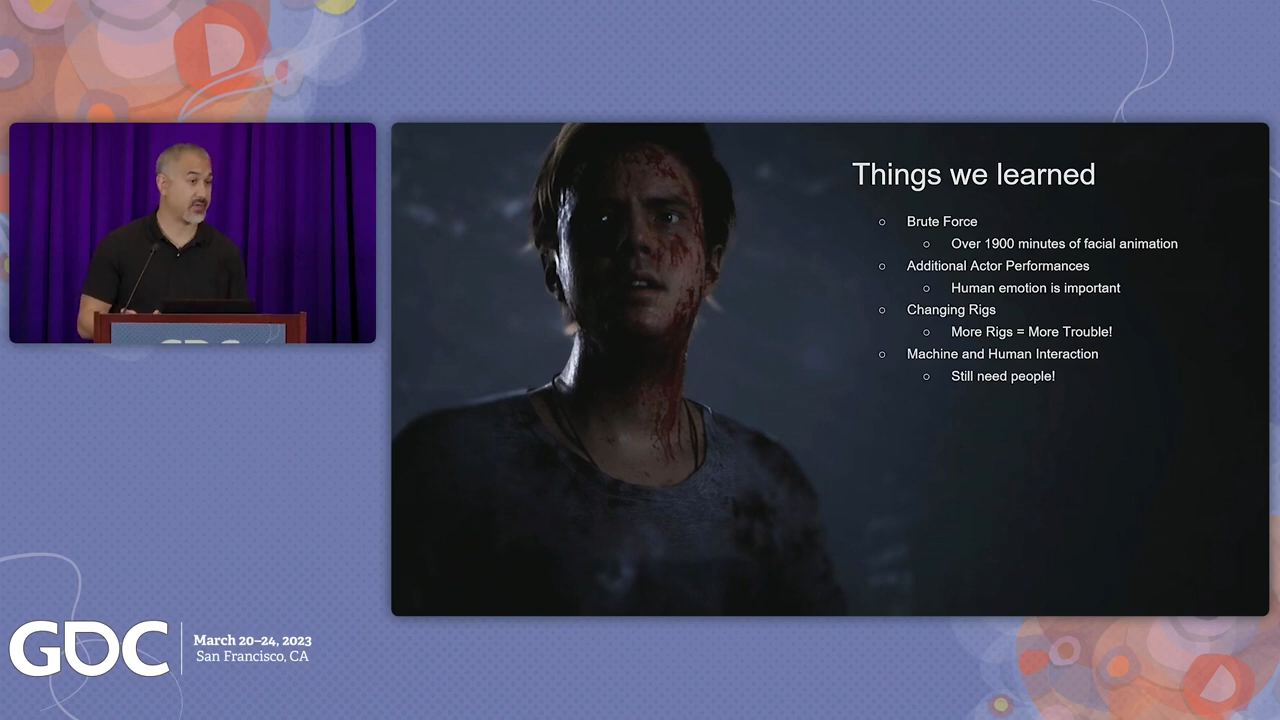 Things we learned
○ Brute Force
○ Over 1900 minutes of facial animation
○ Additional Actor Performances
○ Human emotion is important
○ Changing Rigs
○ More Rigs = More Trouble!
○ Machine and Human Interaction
○ Still need people!
GDC
March 20–24, 2023
San Francisco, CA